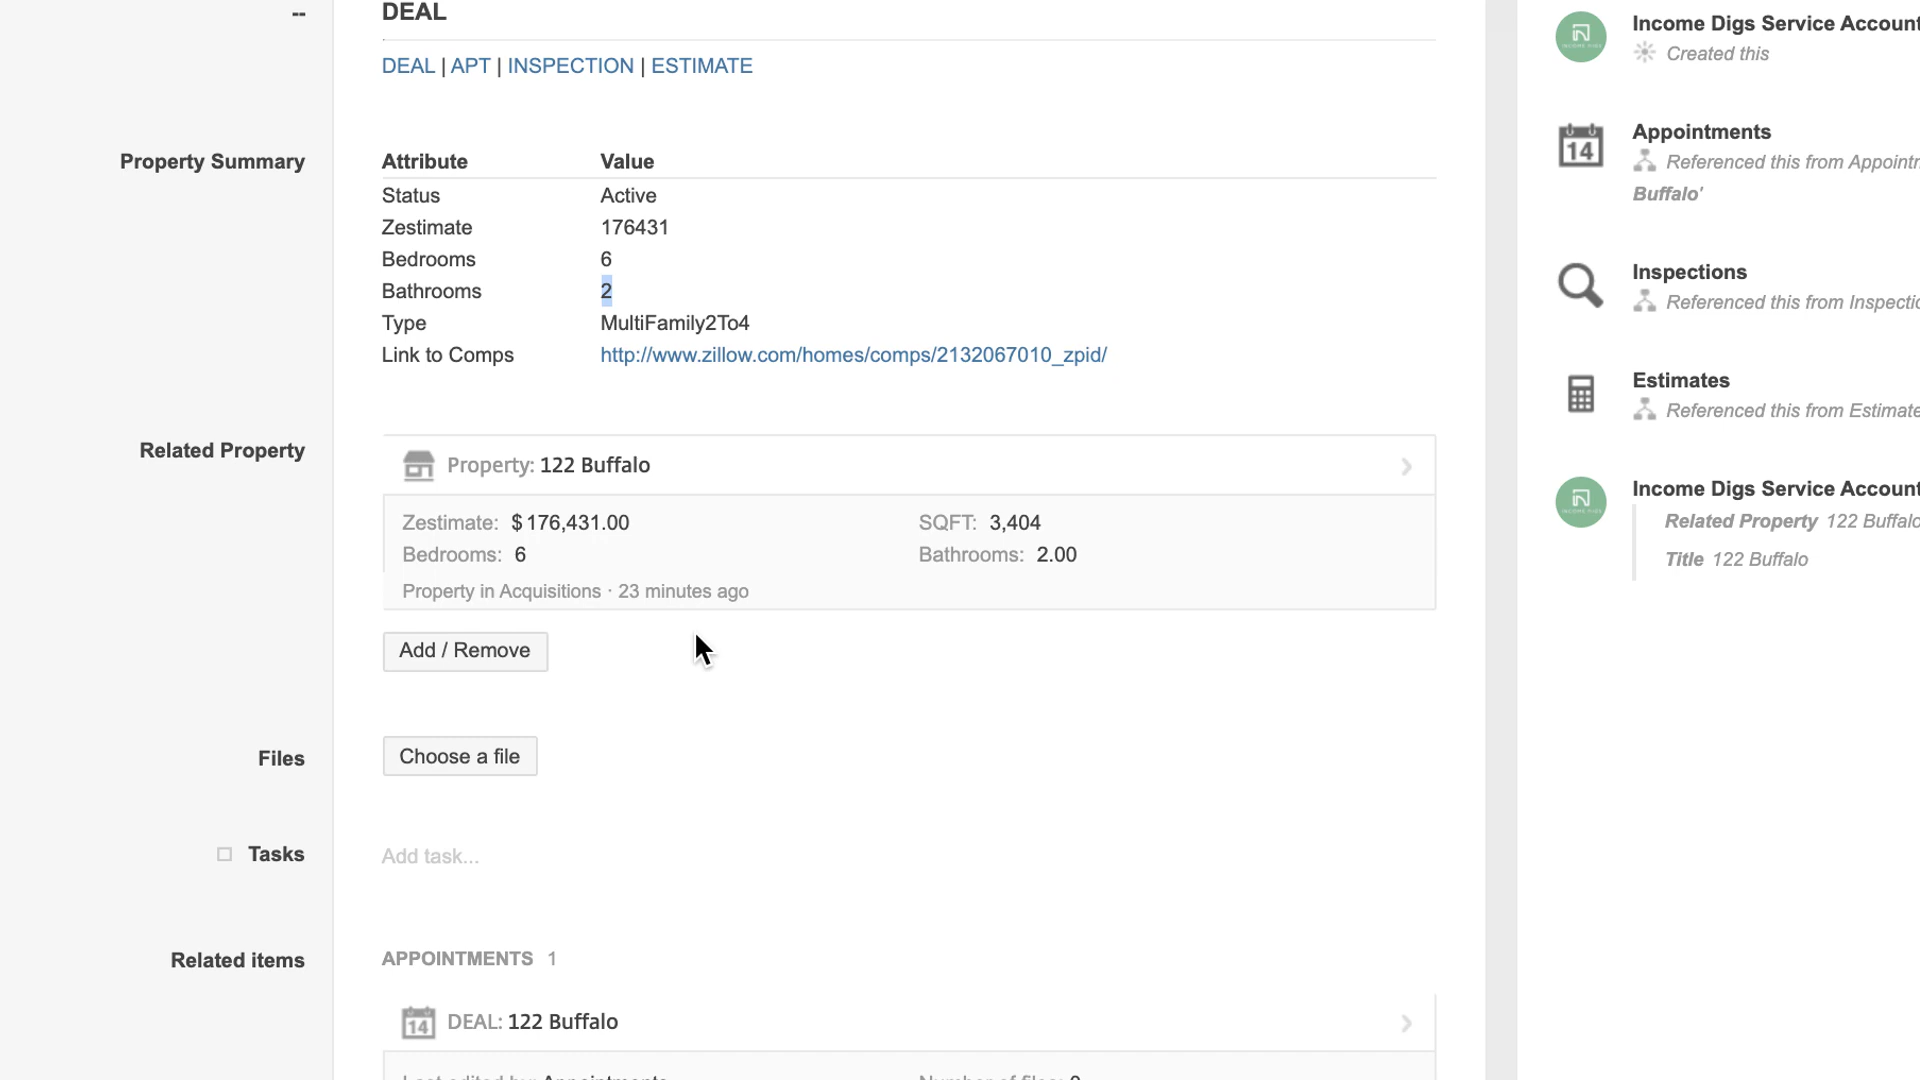 --
DEAL
DEAL | APT | INSPECTION | ESTIMATE
Property Summary
Attribute Value
Status Active
Zestimate 176431
Bedrooms 6
Bathrooms 2
Type MultiFamily2To4
Link to Comps http://www.zillow.com/homes/comps/2132067010_zpid/
Related Property
Property: 122 Buffalo
Zestimate: $176,431.00 SQFT: 3,404
Bedrooms: 6 Bathrooms: 2.00
Property in Acquisitions · 23 minutes ago
Add / Remove
Files
Choose a file
Tasks
Add task...
Related items
APPOINTMENTS 1
14
DEAL: 122 Buffalo
Income Digs Service Account
Created this
14
Appointments
Referenced this from
Buffalo'
Inspections
Referenced this from
Estimates
Referenced this from
Income Digs Service Account
Related Property 122 Buffalo
Title 122 Buffalo